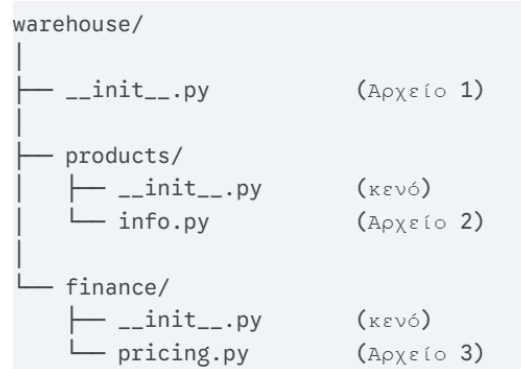 warehouse/
│
├── __init__.py (Αρχείο 1)
│
├── products/
│ ├── __init__.py (κενό)
│ └── info.py (Αρχείο 2)
│
└── finance/
├── __init__.py (κενό)
└── pricing.py (Αρχείο 3)